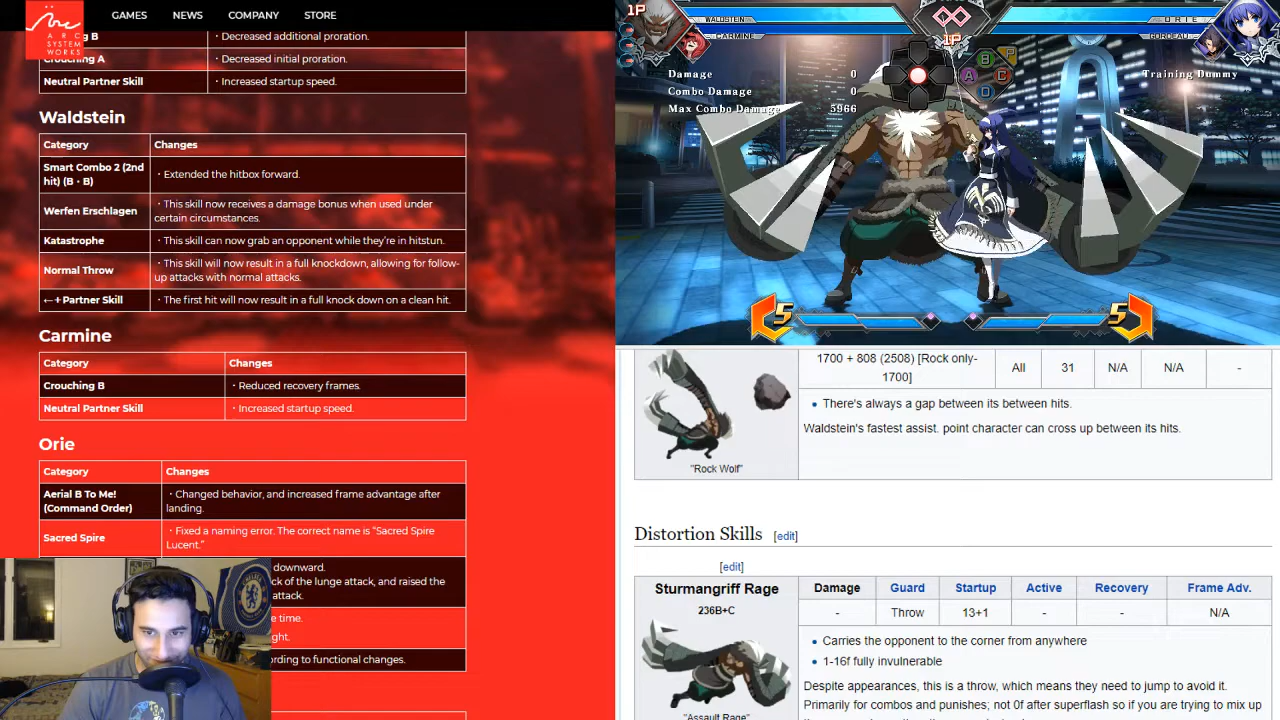 ARC
SYSTEM
WORKS
GAMES NEWS COMPANY STORE
g B
・Decreased additional proration.
Crouching A
・Decreased initial proration.
Neutral Partner Skill
・Increased startup speed.
Waldstein
Category
Changes
Smart Combo 2 (2nd
hit) (B・B)
・Extended the hitbox forward.
Werfen Erschlagen
・This skill now receives a damage bonus when used under
certain circumstances.
Katastrophe
・This skill can now grab an opponent while they're in hitstun.
Normal Throw
・This skill will now result in a full knockdown, allowing for follow-
up attacks with normal attacks.
←+Partner Skill
・The first hit will now result in a full knock down on a clean hit.
Carmine
Category
Changes
Crouching B
・Reduced recovery frames.
Neutral Partner Skill
・Increased startup speed.
Orie
Category
Changes
Aerial B To Me!
(Command Order)
・Changed behavior, and increased frame advantage after
landing.
Sacred Spire
・Fixed a naming error. The correct name is "Sacred Spire
Lucent."
downward.
ck of the lunge attack, and raised the
attack.
e time.
ght.
ording to functional changes.
CHELSEA
1P
WALDSTEIN
CARMINE
ORIE
GORDEAU
1P
B
P
A
C
D
Damage 0
Combo Damage 0
Max Combo Damage 5966
Training Dummy
5
5
1700 + 808 (2508) [Rock only-
1700]
All
31
N/A
N/A
-
• There's always a gap between its between hits.
Waldstein's fastest assist. point character can cross up between its hits.
"Rock Wolf"
Distortion Skills [edit]
[edit]
Sturmangriff Rage
236B+C
Damage Guard Startup Active Recovery Frame Adv.
- Throw 13+1 - - N/A
• Carries the opponent to the corner from anywhere
• 1-16f fully invulnerable
Despite appearances, this is a throw, which means they need to jump to avoid it.
Primarily for combos and punishes; not 0f after superflash so if you are trying to mix up
"Assault Rage"